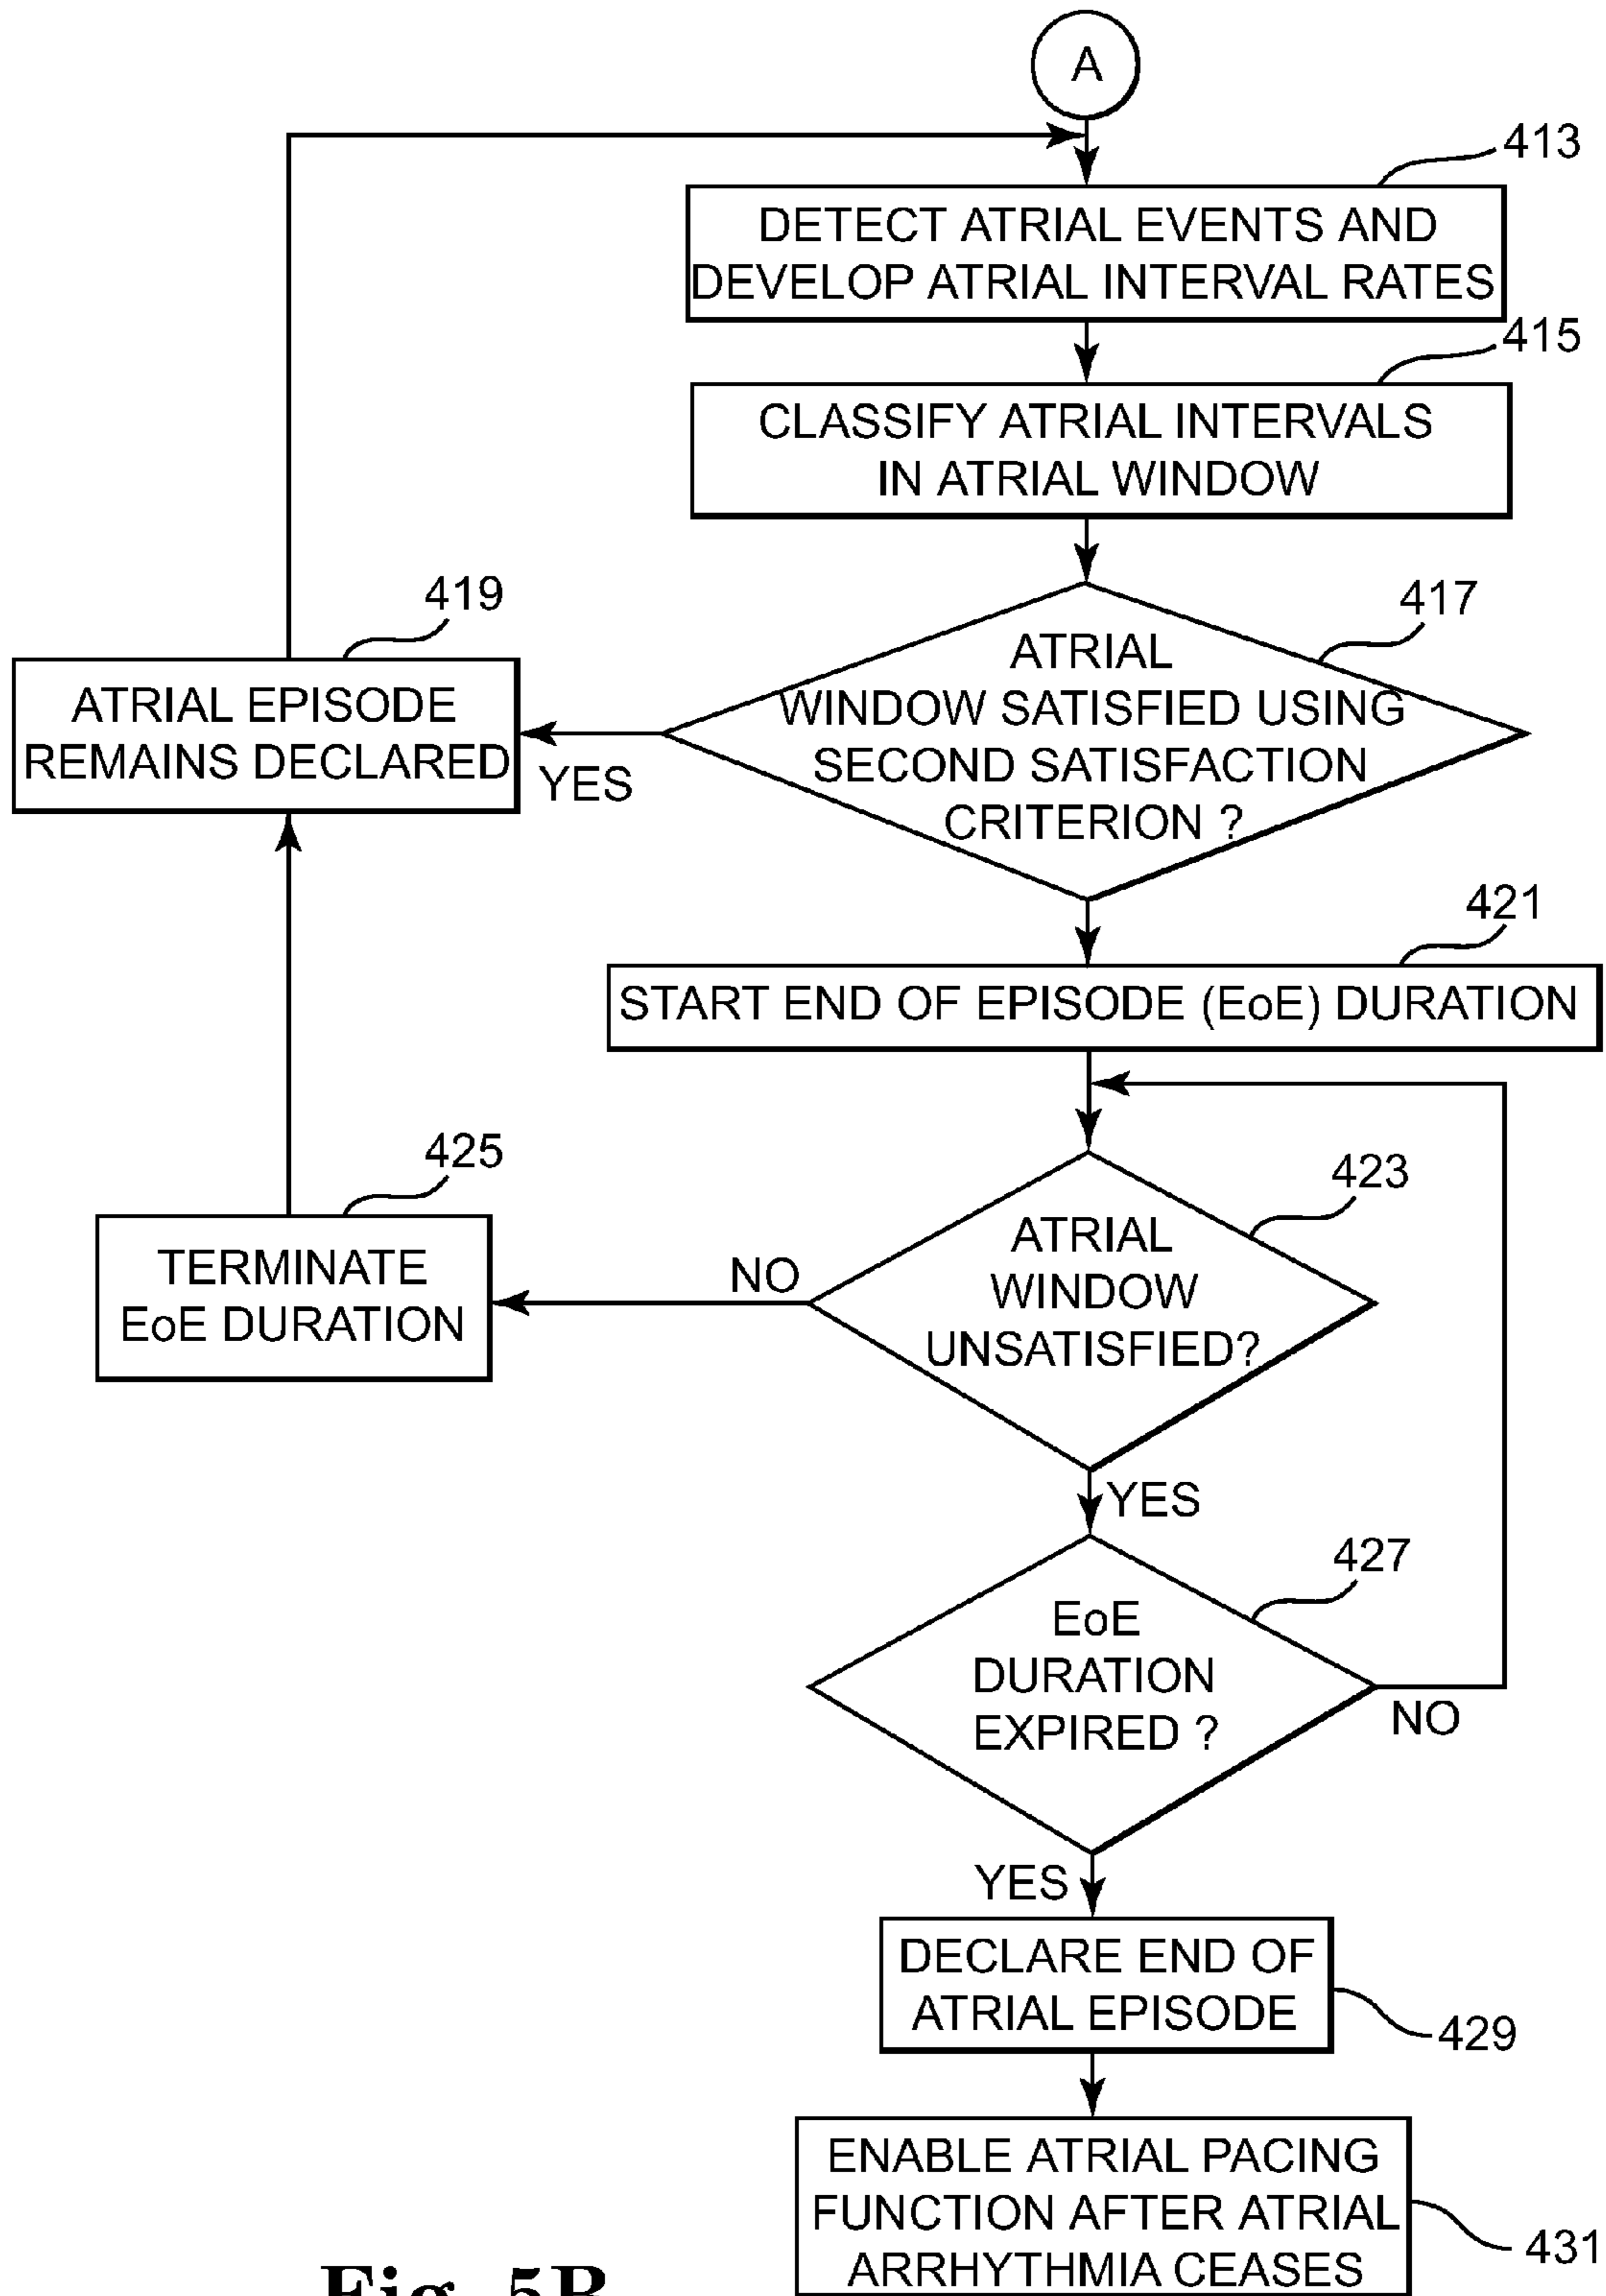 A
413
DETECT ATRIAL EVENTS AND
DEVELOP ATRIAL INTERVAL RATES
415
CLASSIFY ATRIAL INTERVALS
IN ATRIAL WINDOW
417
ATRIAL
WINDOW SATISFIED USING
SECOND SATISFACTION
CRITERION ?
YES
419
ATRIAL EPISODE
REMAINS DECLARED
421
START END OF EPISODE (EoE) DURATION
423
ATRIAL
WINDOW
UNSATISFIED?
NO
425
TERMINATE
EoE DURATION
YES
427
EoE
DURATION
EXPIRED ?
NO
YES
DECLARE END OF
ATRIAL EPISODE
429
ENABLE ATRIAL PACING
FUNCTION AFTER ATRIAL
ARRHYTHMIA CEASES
431
Fig. 5B